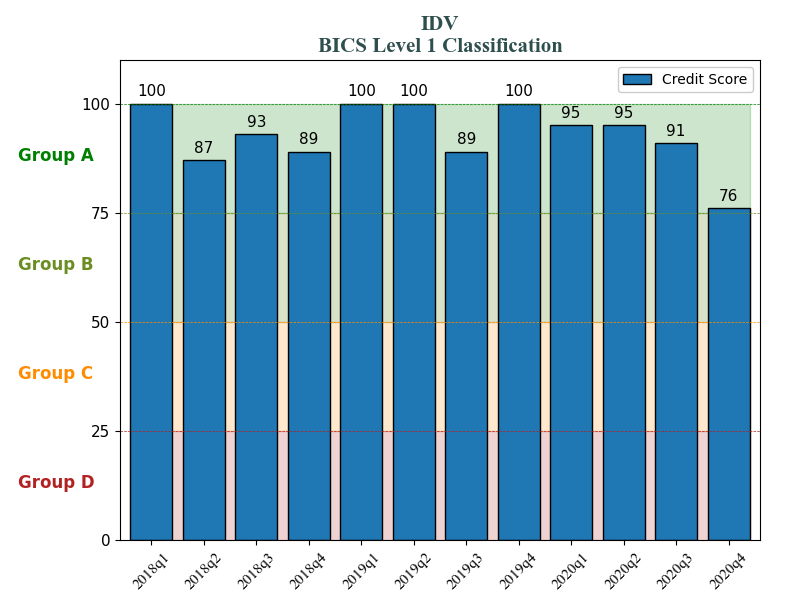 IDV
BICS Level 1 Classification
Credit Score
100 87 93 89 100 100 89 100 95 95 91 76
100
Group A
75
Group B
50
Group C
25
Group D
0
2018q1 2018q2 2018q3 2018q4 2019q1 2019q2 2019q3 2019q4 2020q1 2020q2 2020q3 2020q4